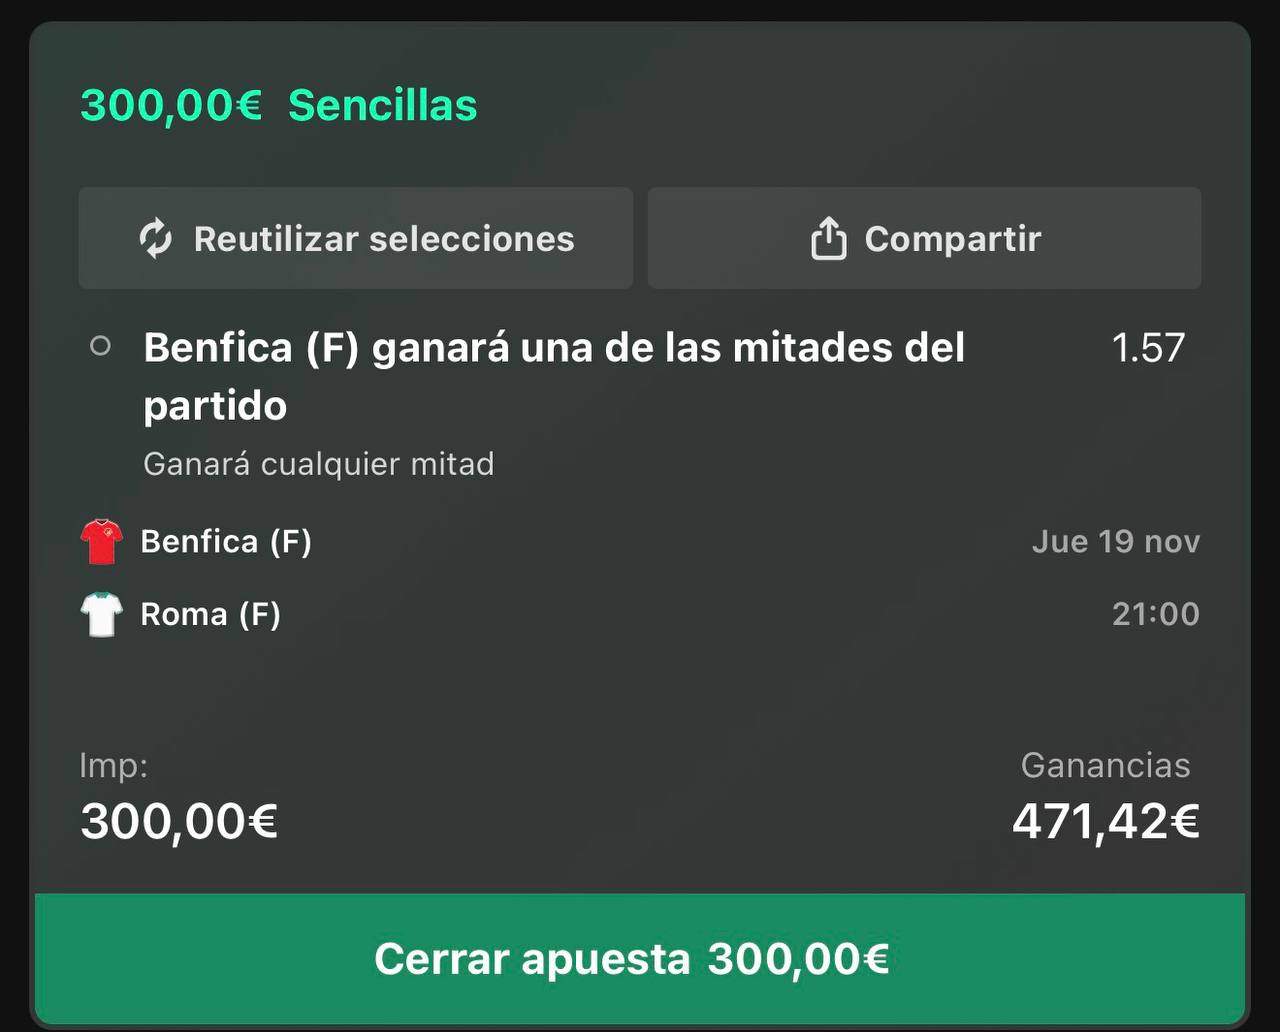 300,00€ Sencillas
Reutilizar selecciones
Compartir
Benfica (F) ganará una de las mitades del
partido
1.57
Ganará cualquier mitad
Benfica (F)
Jue 19 nov
Roma (F)
21:00
Imp:
Ganancias
300,00€
471,42€
Cerrar apuesta 300,00€